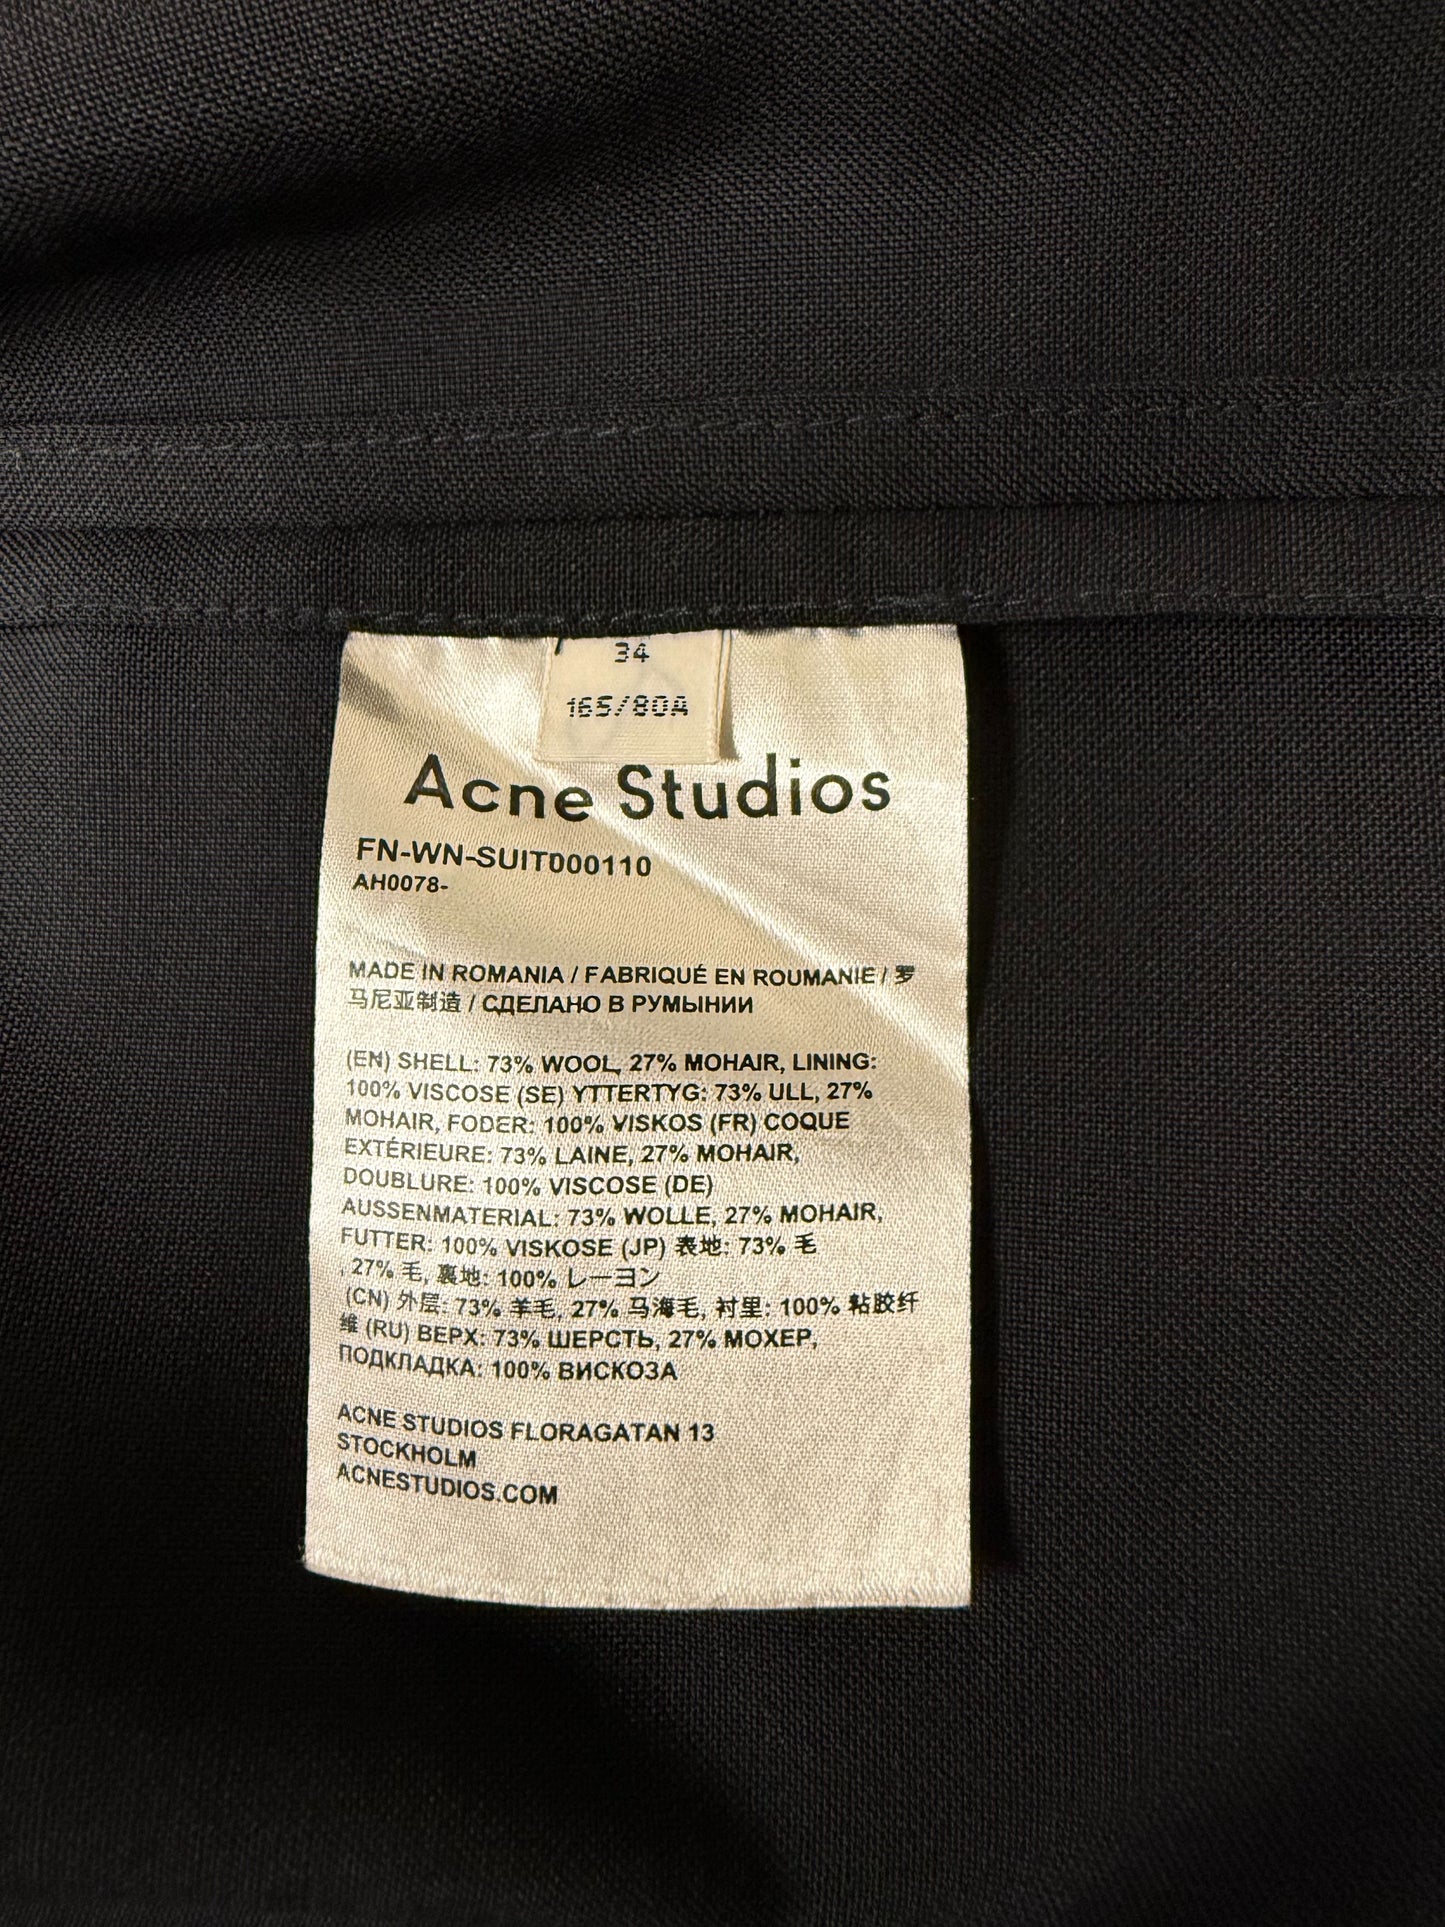 34
165/80A
Acne Studios
FN-WN-SUIT000110
AH0078-
MADE IN ROMANIA / FABRIQUÉ EN ROUMANIE / 罗
马尼亚制造 / СДЕЛАНО В РУМЫНИИ
(EN) SHELL: 73% WOOL, 27% MOHAIR, LINING:
100% VISCOSE (SE) YTTERTYG: 73% ULL, 27%
MOHAIR, FODER: 100% VISKOS (FR) COQUE
EXTÉRIEURE: 73% LAINE, 27% MOHAIR,
DOUBLURE: 100% VISCOSE (DE)
AUSSENMATERIAL: 73% WOLLE, 27% MOHAIR,
FUTTER: 100% VISKOSE (JP) 表地: 73% 毛
, 27% 毛, 裏地: 100% レーヨン
(CN) 外层: 73% 羊毛, 27% 马海毛, 衬里: 100% 粘胶纤
维 (RU) ВЕРХ: 73% ШЕРСТЬ, 27% МОХЕР,
ПОДКЛАДКА: 100% ВИСКОЗА
ACNE STUDIOS FLORAGATAN 13
STOCKHOLM
ACNESTUDIOS.COM